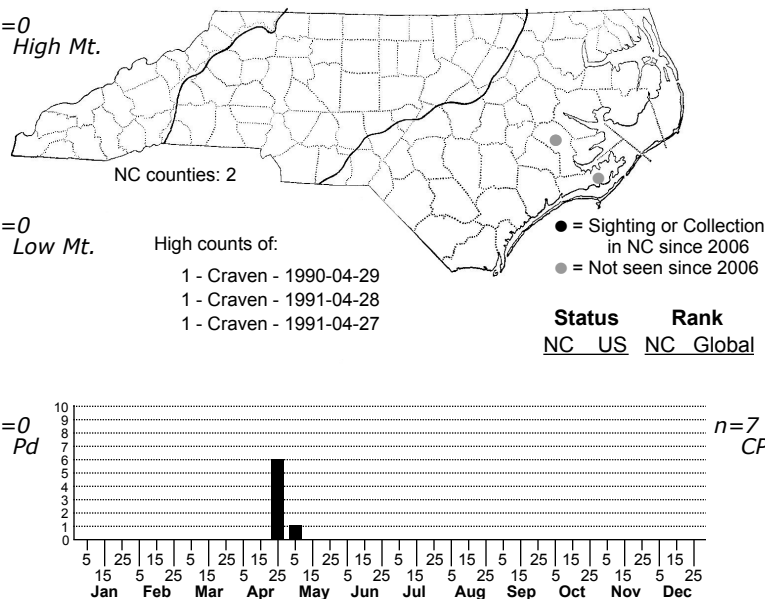 =0
High Mt.
NC counties: 2
=0
Low Mt.
High counts of:
1 - Craven - 1990-04-29
1 - Craven - 1991-04-28
1 - Craven - 1991-04-27
● = Sighting or Collection
in NC since 2006
● = Not seen since 2006
Status Rank
NC US NC Global
=0
Pd
n=7
CP
10
9
8
7
6
5
4
3
2
1
0
5 25 15 5 25 15 5 25 15 5 25 15 5 25 15 5 25 15
15 5 25 15 5 25 15 5 25 15 5 25 15 5 25 15 5 25
Jan Feb Mar Apr May Jun Jul Aug Sep Oct Nov Dec